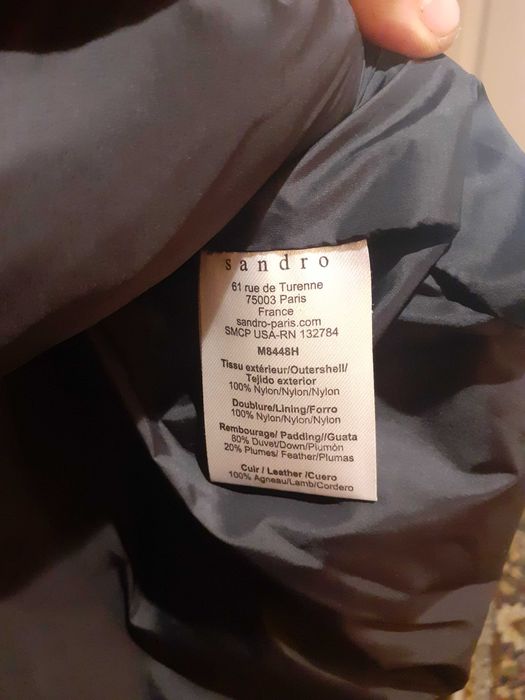 sandro
61 rue de Turenne
75003 Paris
France
sandro-paris.com
SMCP USA-RN 132784
M8448H
Tissu extérieur/Outershell/
Tejido exterior
100% Nylon/Nylon/Nylon
Doublure/Lining/Forro
100% Nylon/Nylon/Nylon
Rembourage/ Padding//Guata
80% Duvet/Down/Plumón
20% Plumes/ Feather/Plumas
Cuir / Leather /Cuero
100% Agneau/Lamb/Cordero